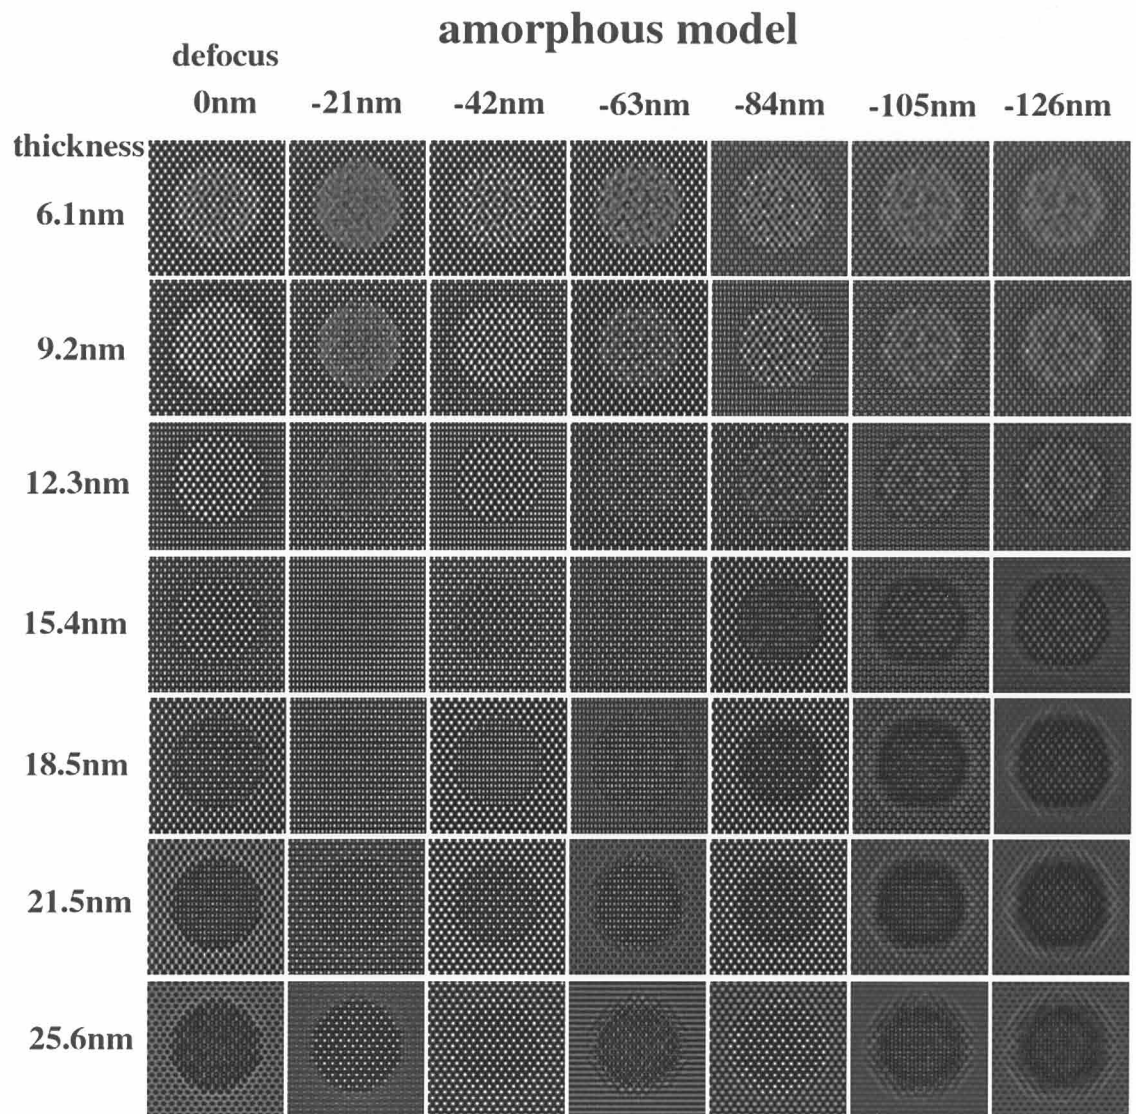 amorphous model
defocus
0nm -21nm -42nm -63nm -84nm -105nm -126nm
thickness
6.1nm
9.2nm
12.3nm
15.4nm
18.5nm
21.5nm
25.6nm